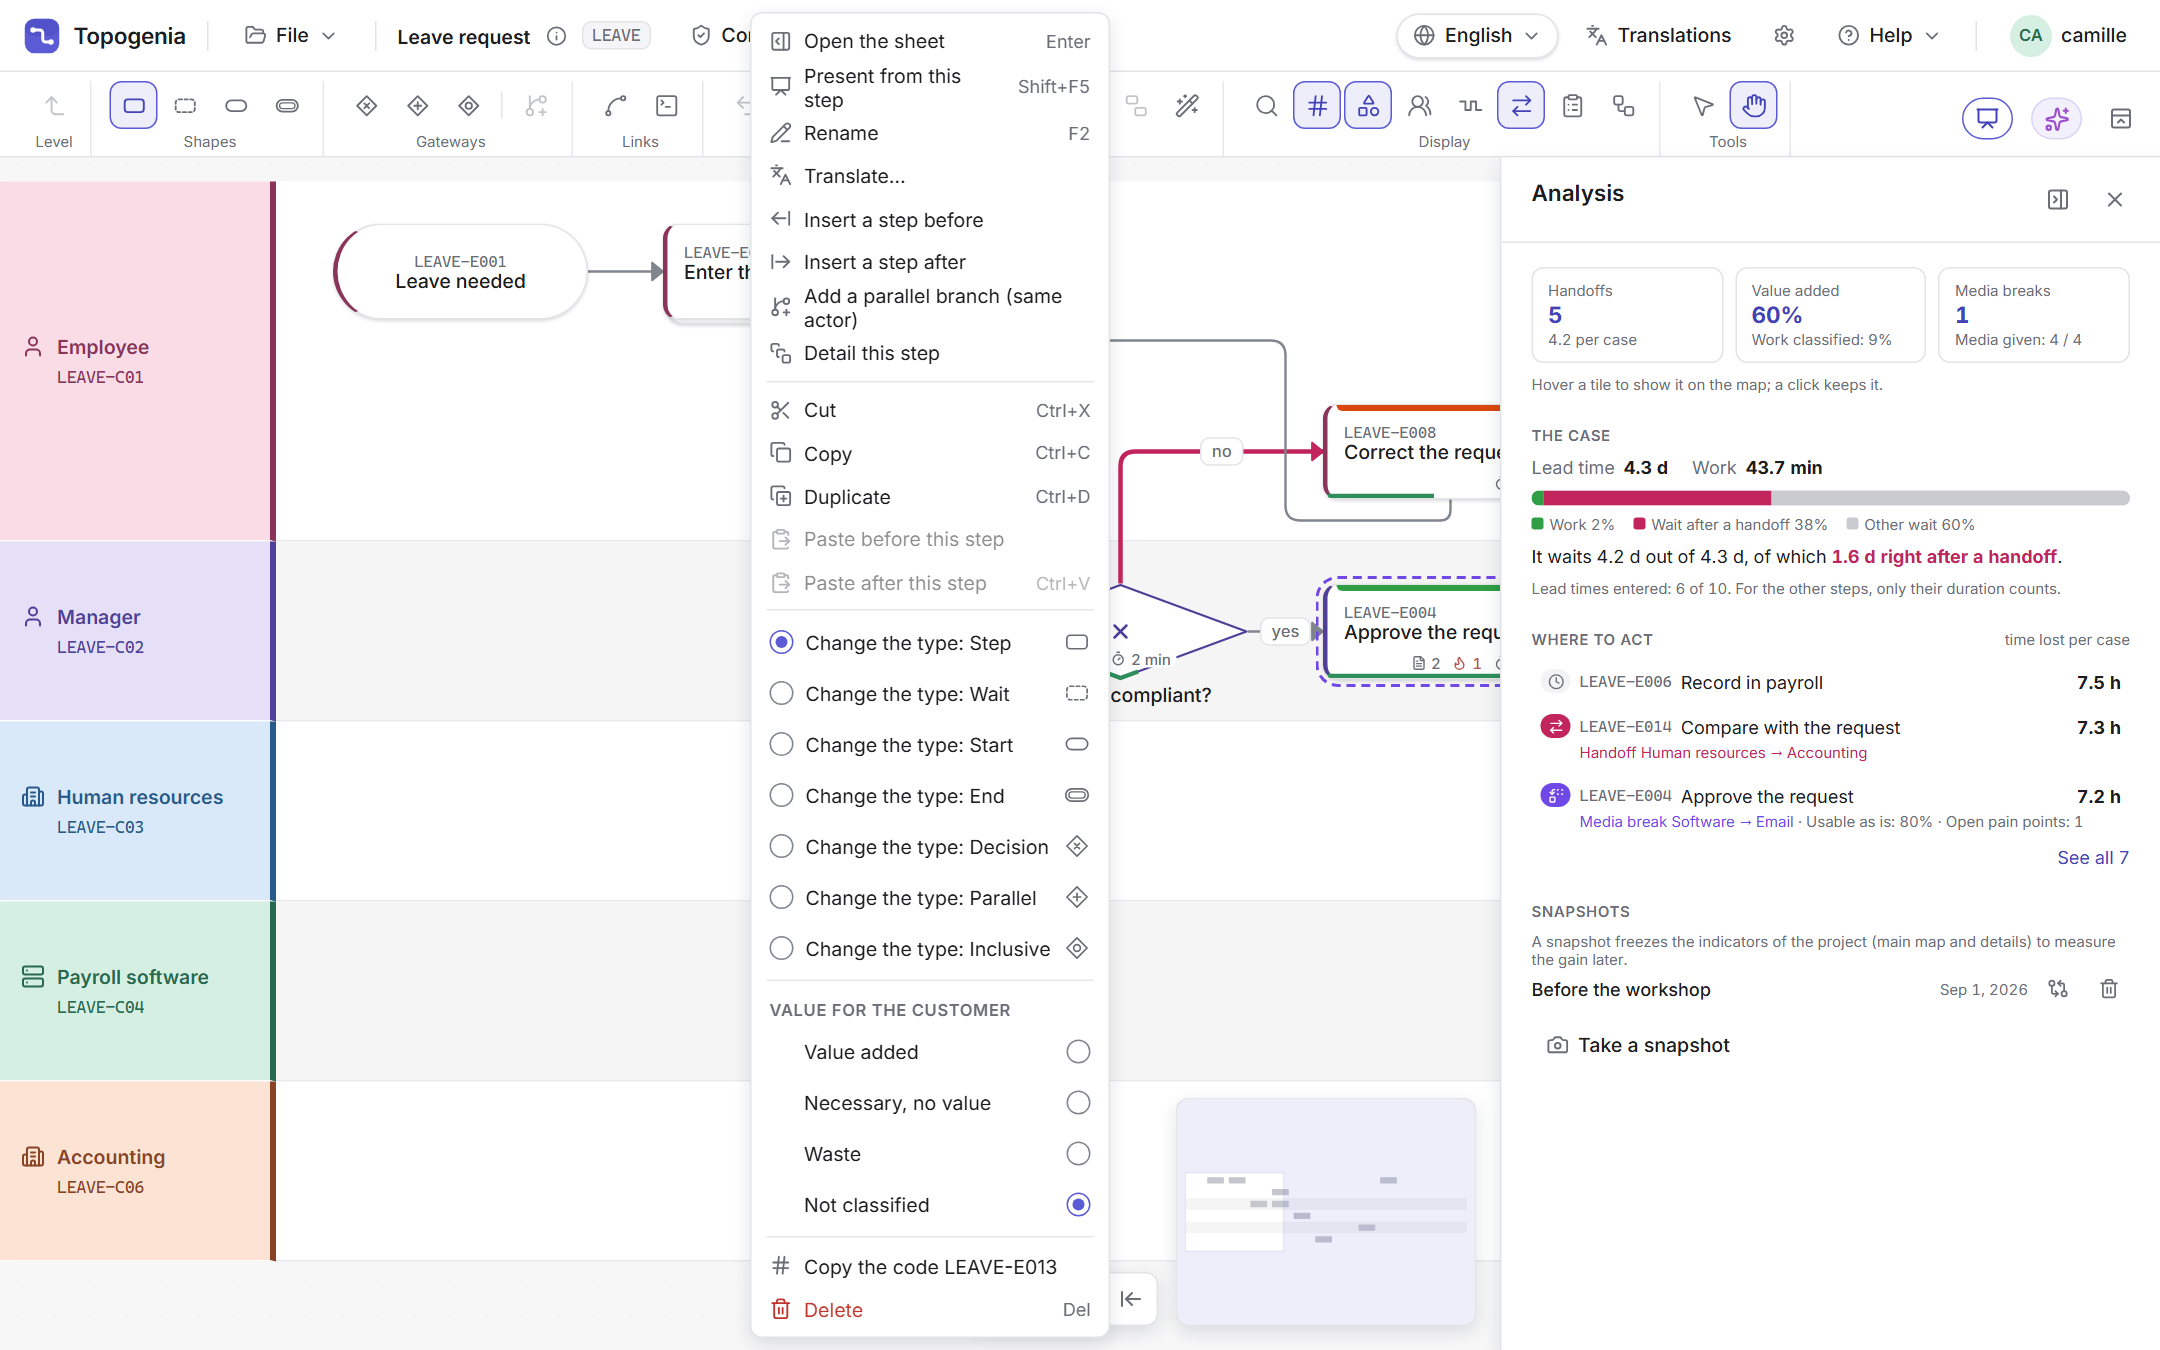 Topogenia
File
Leave request
LEAVE
English
Translations
Help
CA
camille
Level
Shapes
Gateways
Links
Display
Tools
Employee
LEAVE-C01
Manager
LEAVE-C02
Human resources
LEAVE-C03
Payroll software
LEAVE-C04
Accounting
LEAVE-C06
LEAVE-E001
Leave needed
Enter
Open the sheet Enter
Present from this
step
Shift+F5
Rename F2
Translate...
Insert a step before
Insert a step after
Add a parallel branch (same
actor)
Detail this step
Cut Ctrl+X
Copy Ctrl+C
Duplicate Ctrl+D
Paste before this step
Paste after this step Ctrl+V
Change the type: Step
Change the type: Wait
Change the type: Start
Change the type: End
Change the type: Decision
Change the type: Parallel
Change the type: Inclusive
VALUE FOR THE CUSTOMER
Value added
Necessary, no value
Waste
Not classified
Copy the code LEAVE-E013
Delete Del
no
LEAVE-E008
Correct the
2 min
compliant?
yes
LEAVE-E004
Approve the
2 1
Analysis
Handoffs
5
4.2 per case
Value added
60%
Work classified: 9%
Media breaks
1
Media given: 4 / 4
Hover a tile to show it on the map; a click keeps it.
THE CASE
Lead time 4.3 d Work 43.7 min
Work 2% Wait after a handoff 38% Other wait 60%
It waits 4.2 d out of 4.3 d, of which 1.6 d right after a handoff.
Lead times entered: 6 of 10. For the other steps, only their duration counts.
WHERE TO ACT time lost per case
LEAVE-E006 Record in payroll 7.5 h
LEAVE-E014 Compare with the request 7.3 h
Handoff Human resources → Accounting
LEAVE-E004 Approve the request 7.2 h
Media break Software → Email · Usable as is: 80% · Open pain points: 1
See all 7
SNAPSHOTS
A snapshot freezes the indicators of the project (main map and details) to measure
the gain later.
Before the workshop Sep 1, 2026
Take a snapshot